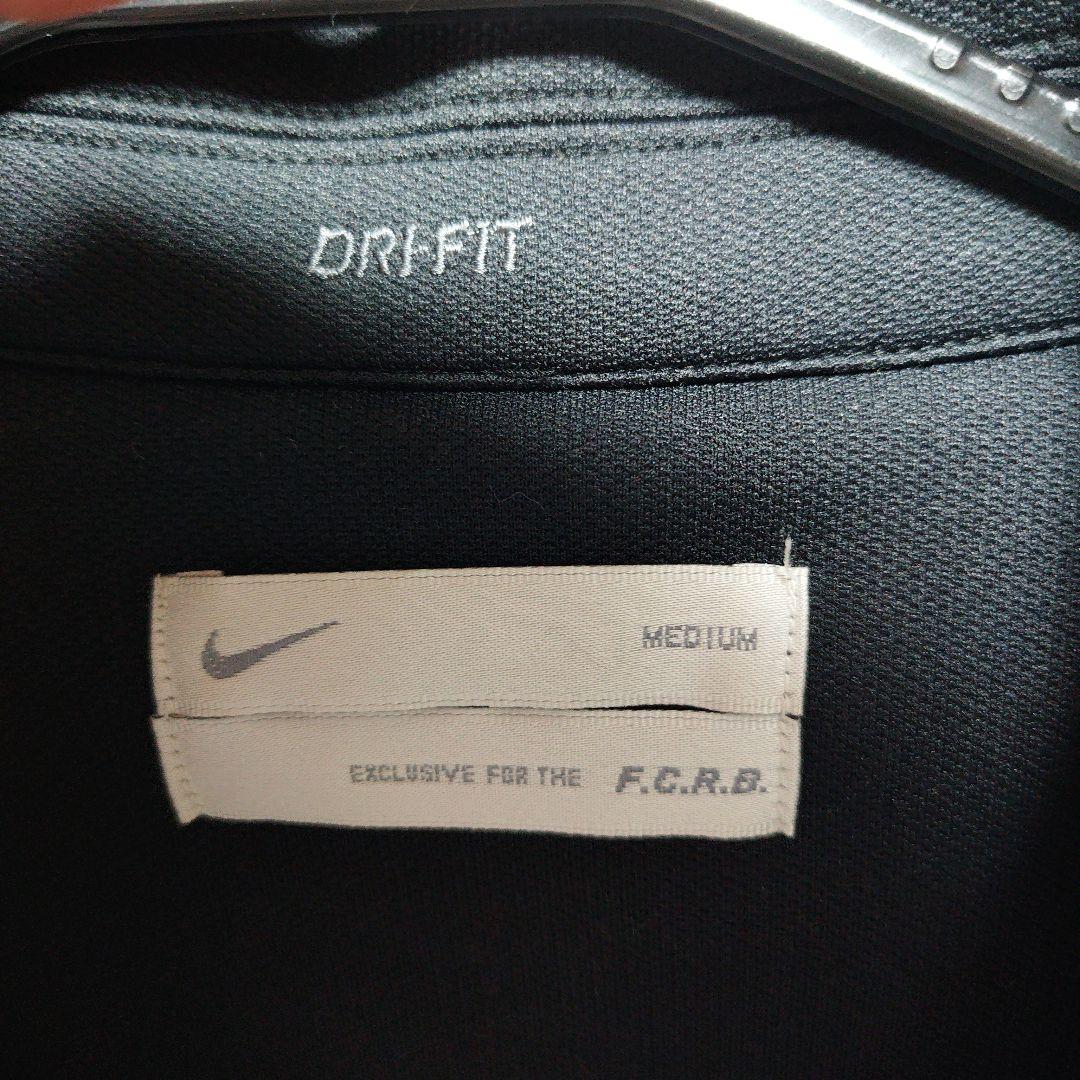 DRI-FIT
MEDIUM
EXCLUSIVE FOR THE F.C.R.B.